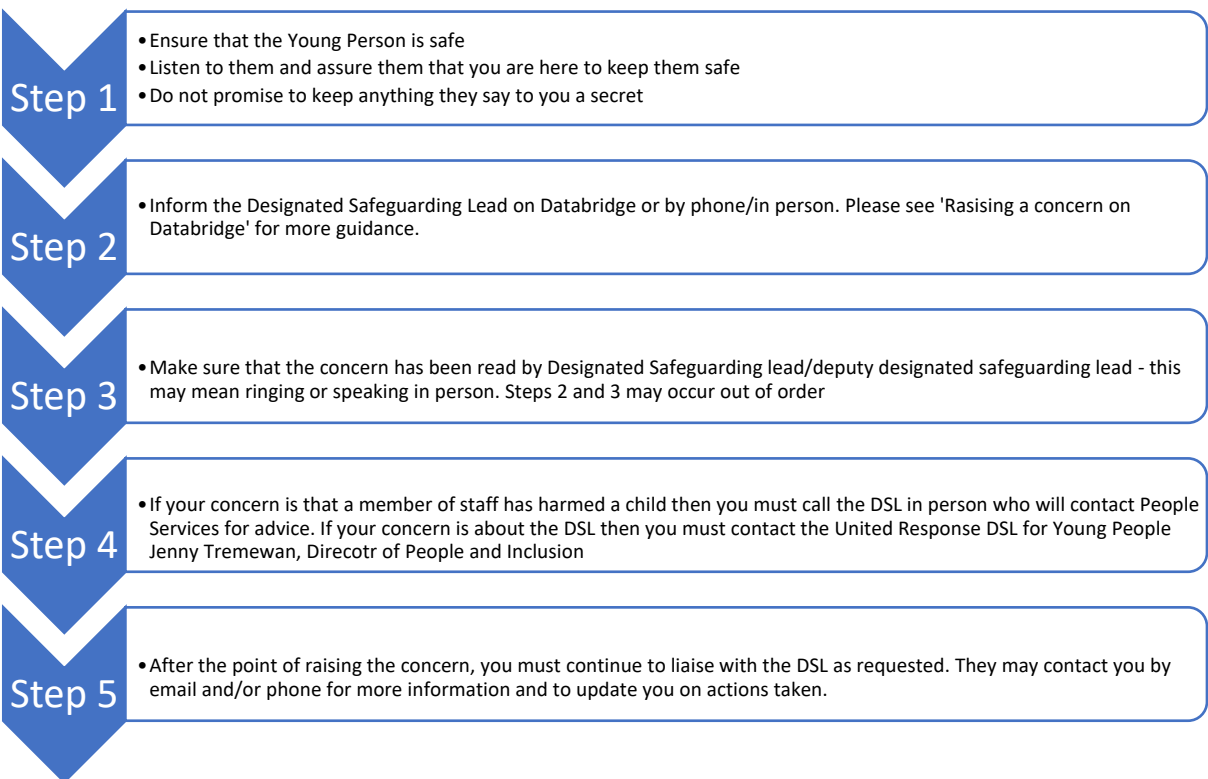 Step 1
•Ensure that the Young Person is safe
•Listen to them and assure them that you are here to keep them safe
•Do not promise to keep anything they say to you a secret
Step 2
•Inform the Designated Safeguarding Lead on Databridge or by phone/in person. Please see 'Rasising a concern on
Databridge' for more guidance.
Step 3
•Make sure that the concern has been read by Designated Safeguarding lead/deputy designated safeguarding lead - this
may mean ringing or speaking in person. Steps 2 and 3 may occur out of order
Step 4
•If your concern is that a member of staff has harmed a child then you must call the DSL in person who will contact People
Services for advice. If your concern is about the DSL then you must contact the United Response DSL for Young People
Jenny Tremewan, Direcotr of People and Inclusion
Step 5
•After the point of raising the concern, you must continue to liaise with the DSL as requested. They may contact you by
email and/or phone for more information and to update you on actions taken.